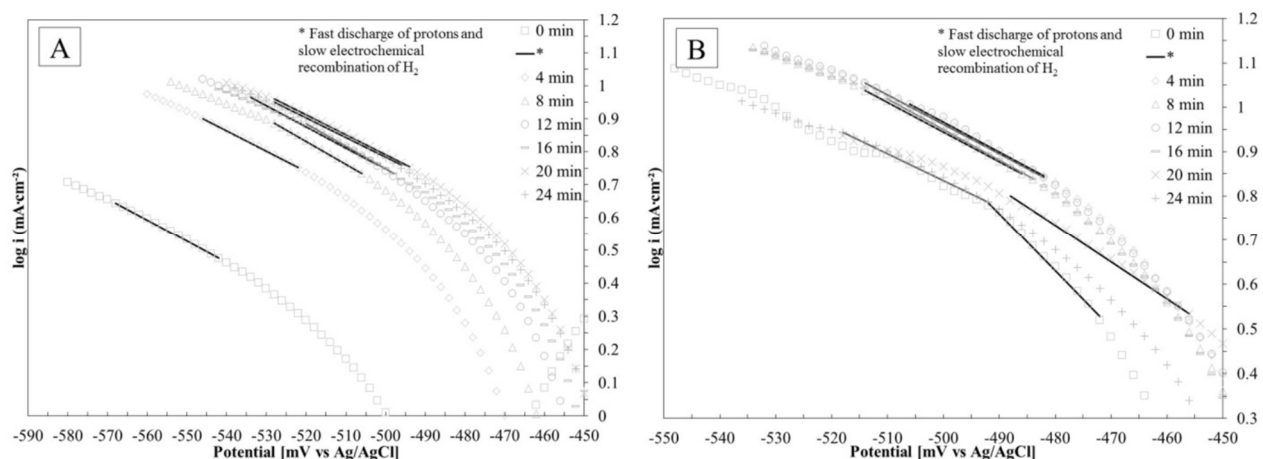 A
* Fast discharge of protons and
slow electrochemical
recombination of H₂
0 min
*
4 min
8 min
12 min
16 min
20 min
24 min
1.2
1.1
1
0.9
0.8
0.7
0.6
0.5
0.4
0.3
0.2
0.1
0
log i (mA·cm⁻²)
-590 -580 -570 -560 -550 -540 -530 -520 -510 -500 -490 -480 -470 -460 -450
Potential [mV vs Ag/AgCl]
B
* Fast discharge of protons and
slow electrochemical
recombination of H₂
0 min
*
4 min
8 min
12 min
16 min
20 min
24 min
1.2
1.1
1
0.9
0.8
0.7
0.6
0.5
0.4
0.3
log i (mA·cm⁻²)
-550 -540 -530 -520 -510 -500 -490 -480 -470 -460 -450
Potential [mV vs Ag/AgCl]